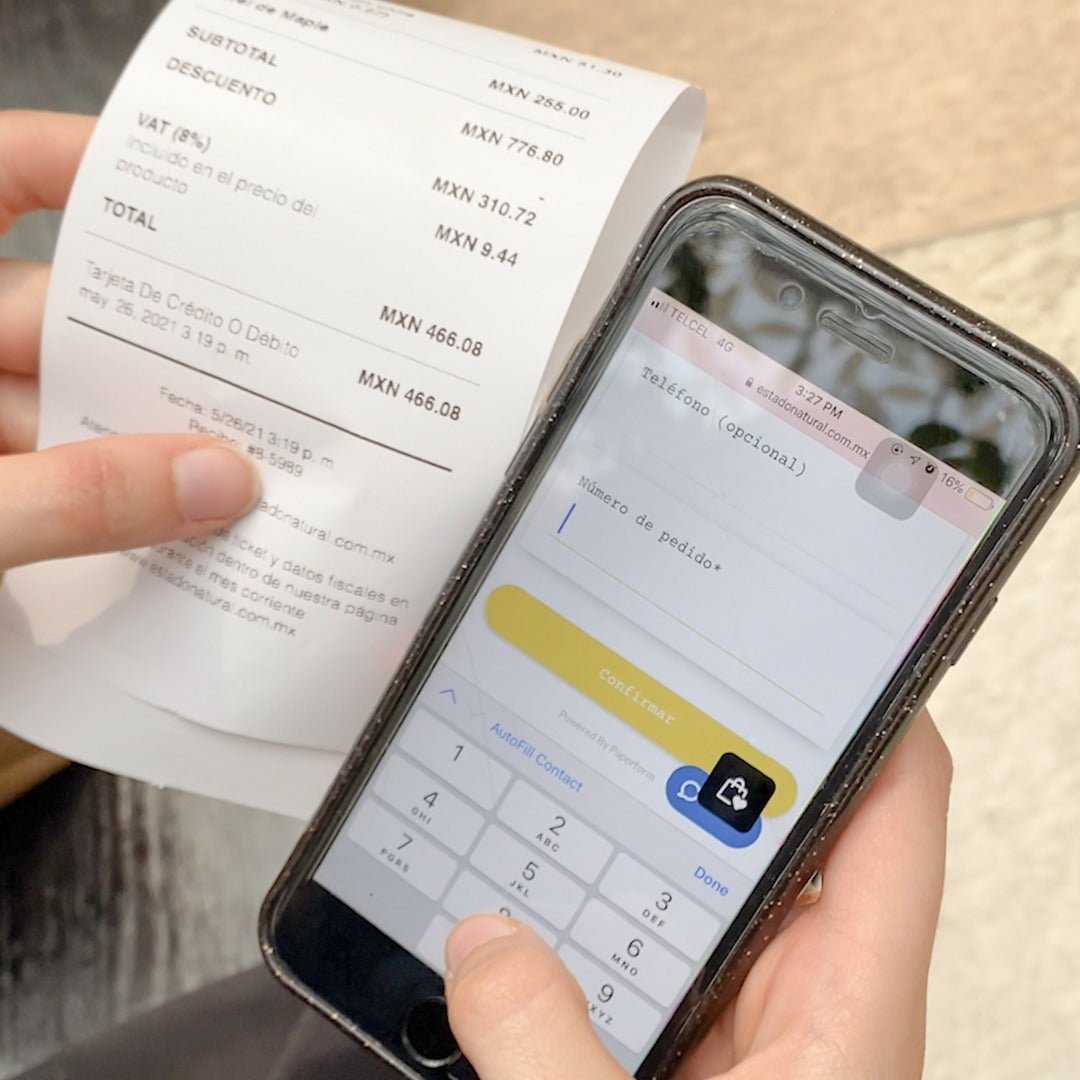 de Maple
MXN 51.30
MXN 255.00
SUBTOTAL
MXN 776.80
DESCUENTO
-
MXN 310.72
VAT (8%)
MXN 9.44
Incluido en el precio del
producto
TOTAL
MXN 466.08
Tarjeta De Crédito O Débito
MXN 466.08
may. 26, 2021 3:19 p. m.
Fecha: 5/26/21 3:19 p. m.
Recibo: #8-5989
estadonatural.com.mx
de ticket y datos fiscales en
dentro de nuestra página
durante el mes corriente
www.estadonatural.com.mx
TELCEL 4G
3:27 PM
16%
estadonatural.com.mx
Teléfono (opcional)
Número de pedido*
Confirmar
Powered By Paperform
AutoFill Contact
Done
1
2
ABC
3
DEF
4
GHI
5
JKL
6
MNO
7
PQRS
9
WXYZ